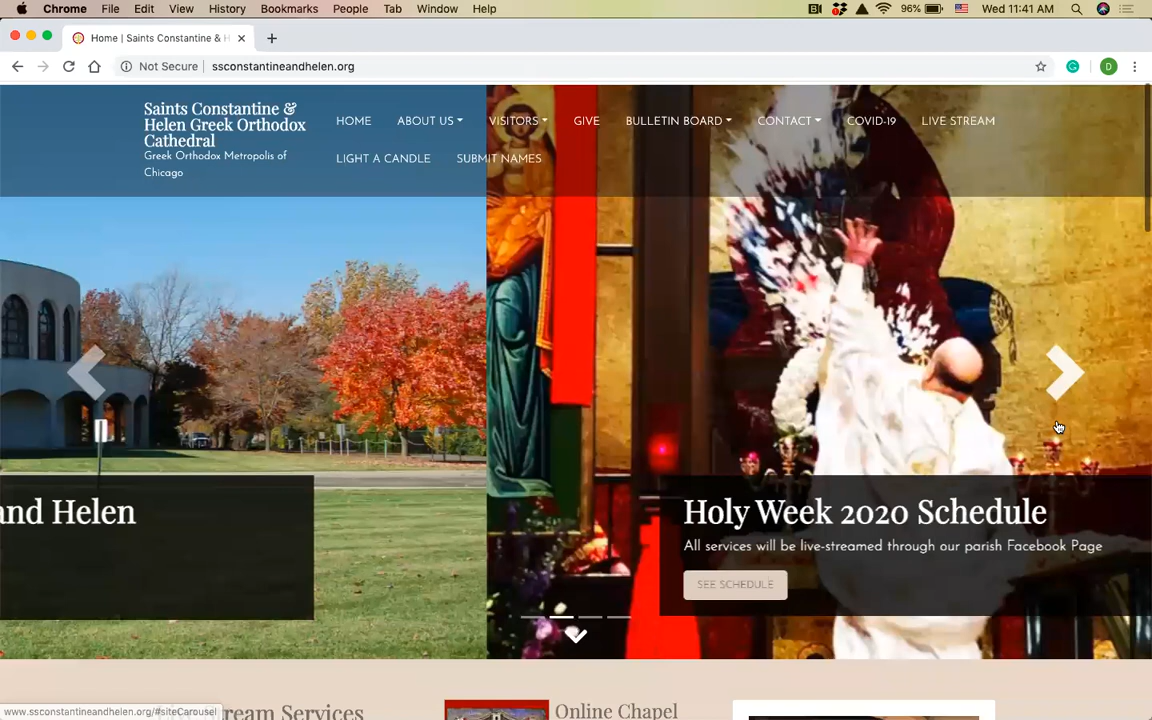 Chrome File Edit View History Bookmarks People Tab Window Help 96% Wed 11:41 AM
Home | Saints Constantine & H
Not Secure ssconstantineandhelen.org D
Saints Constantine &
Helen Greek Orthodox
Cathedral
Greek Orthodox Metropolis of
Chicago
HOME ABOUT US VISITORS GIVE BULLETIN BOARD CONTACT COVID-19 LIVE STREAM
LIGHT A CANDLE SUBMIT NAMES
and Helen
Holy Week 2020 Schedule
All services will be live-streamed through our parish Facebook Page
SEE SCHEDULE
www.ssconstantineandhelen.org/#siteCarousel
Stream Services
Online Chapel